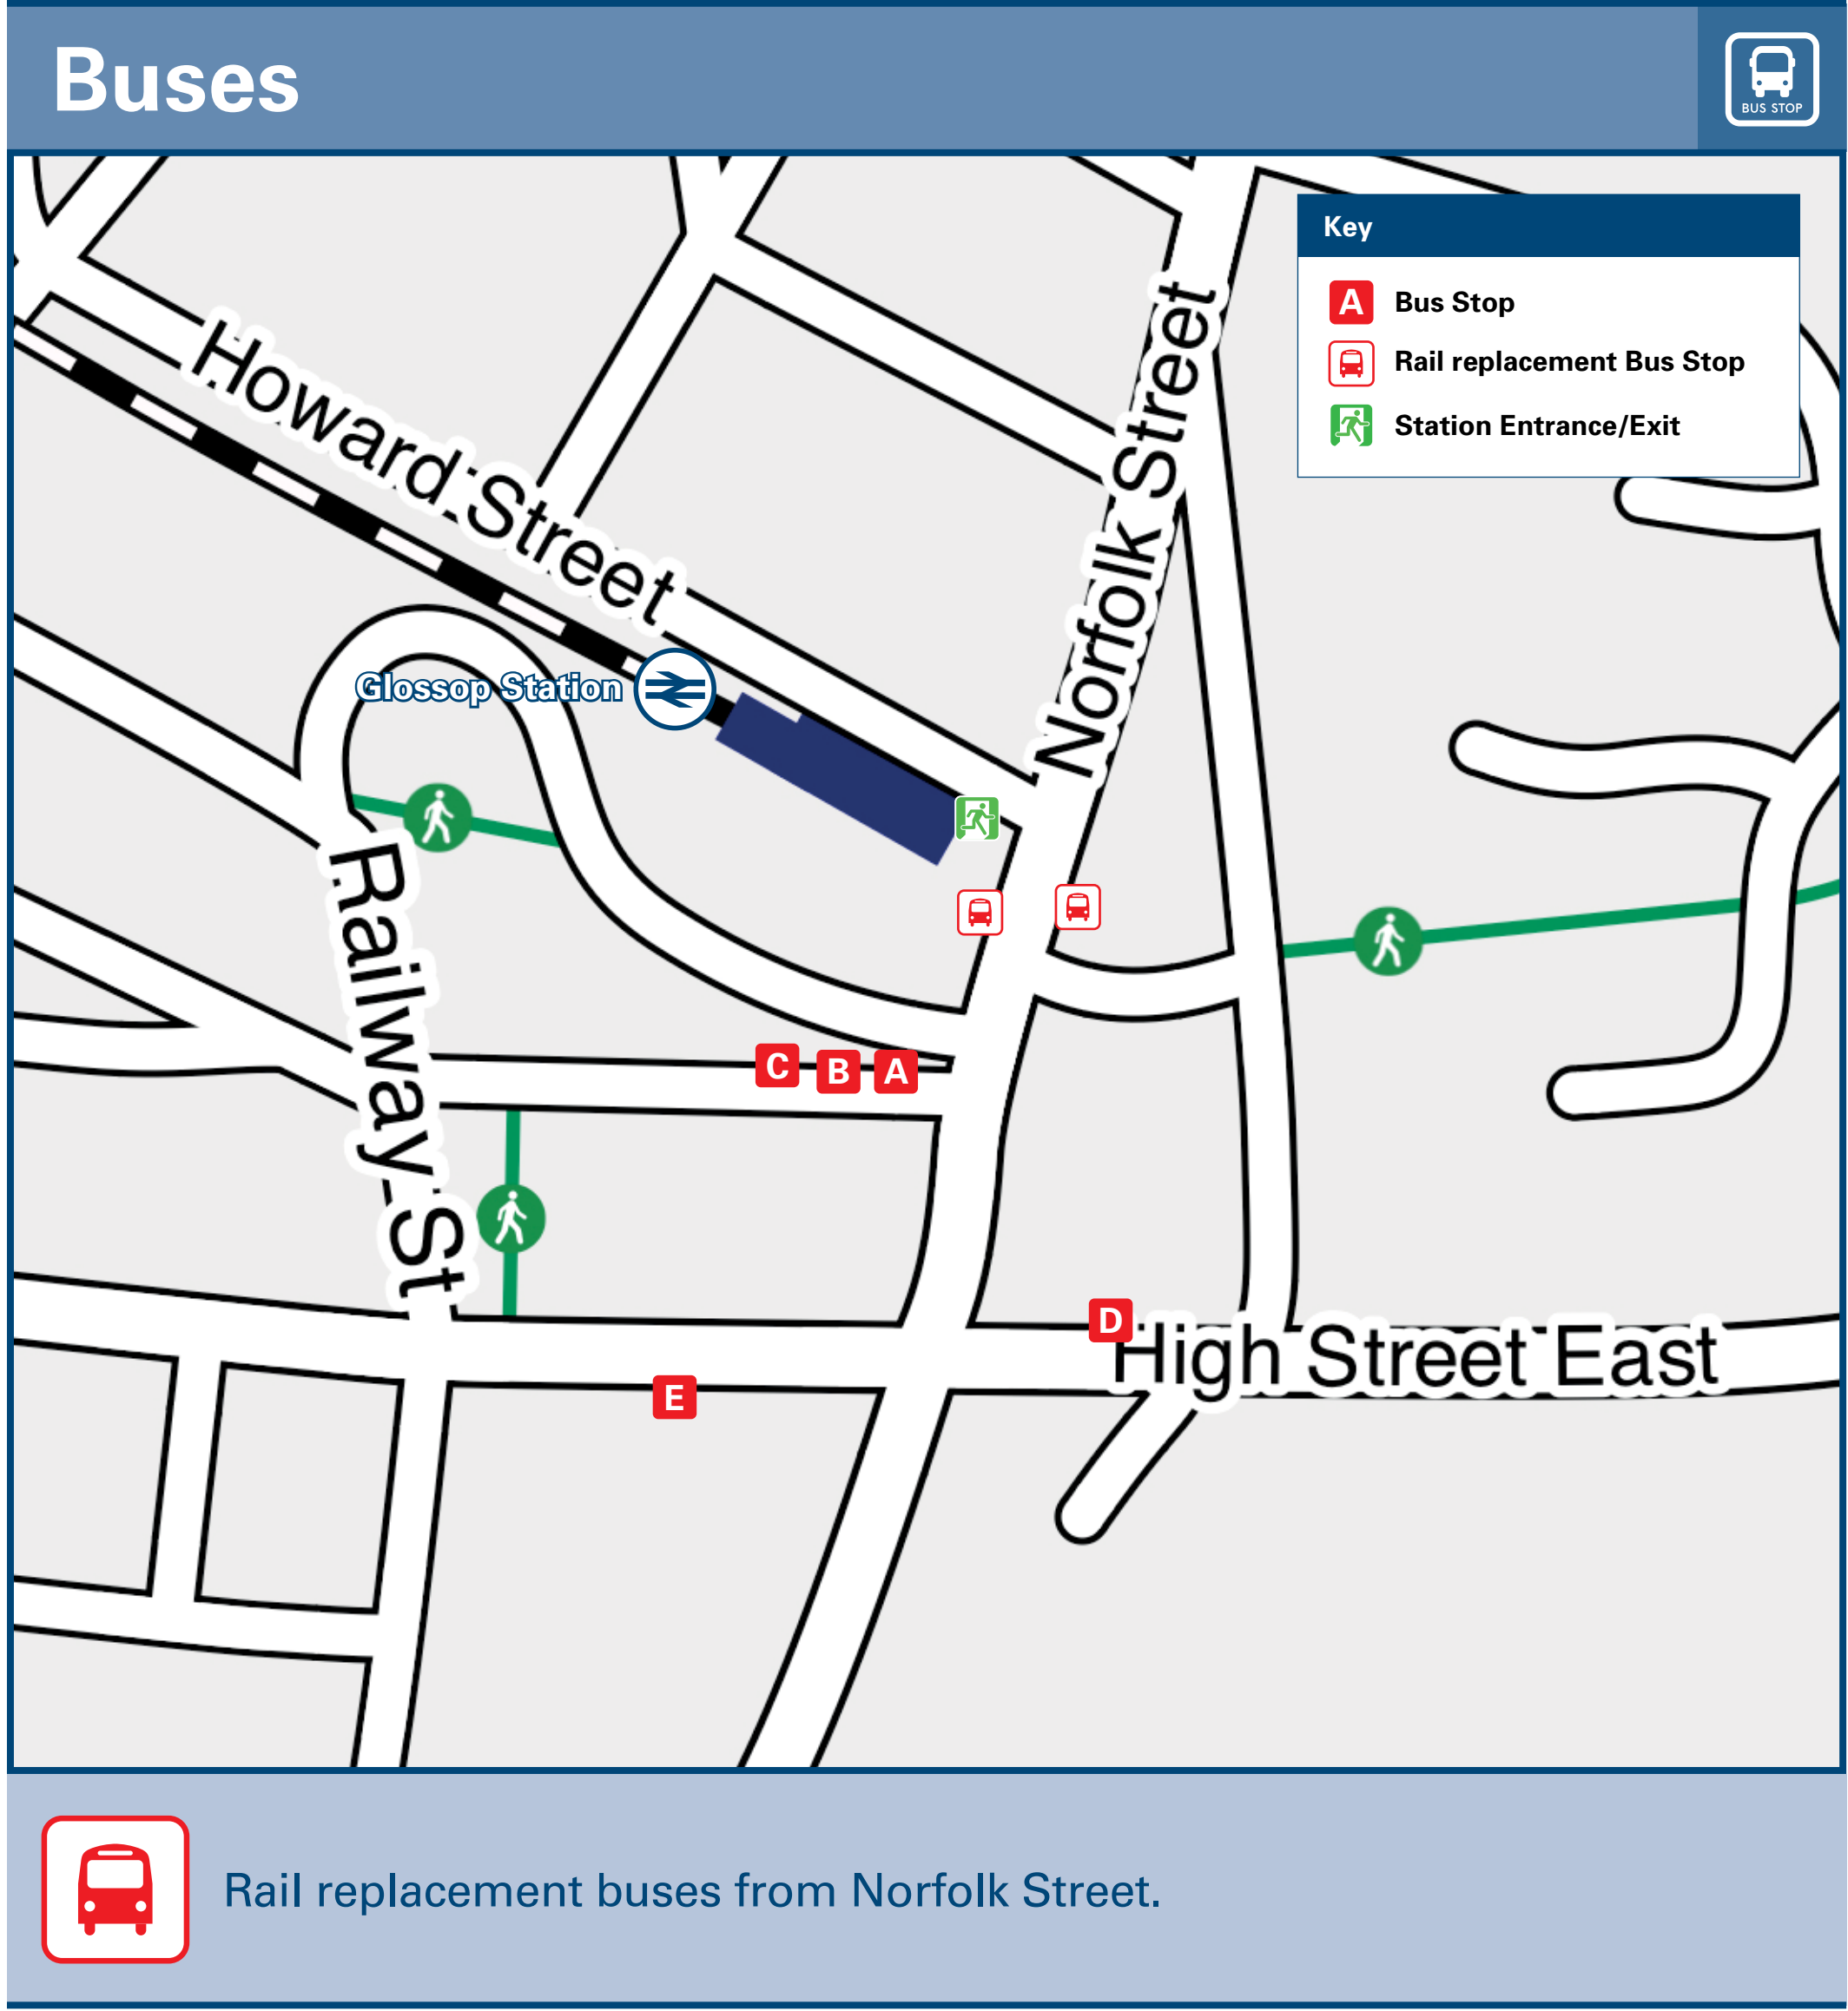 Buses
BUS STOP
Key
A Bus Stop
Rail replacement Bus Stop
Station Entrance/Exit
Howard Street
Norfolk Street
Glossop Station
Railway St
C B A
D
High Street East
E
Rail replacement buses from Norfolk Street.